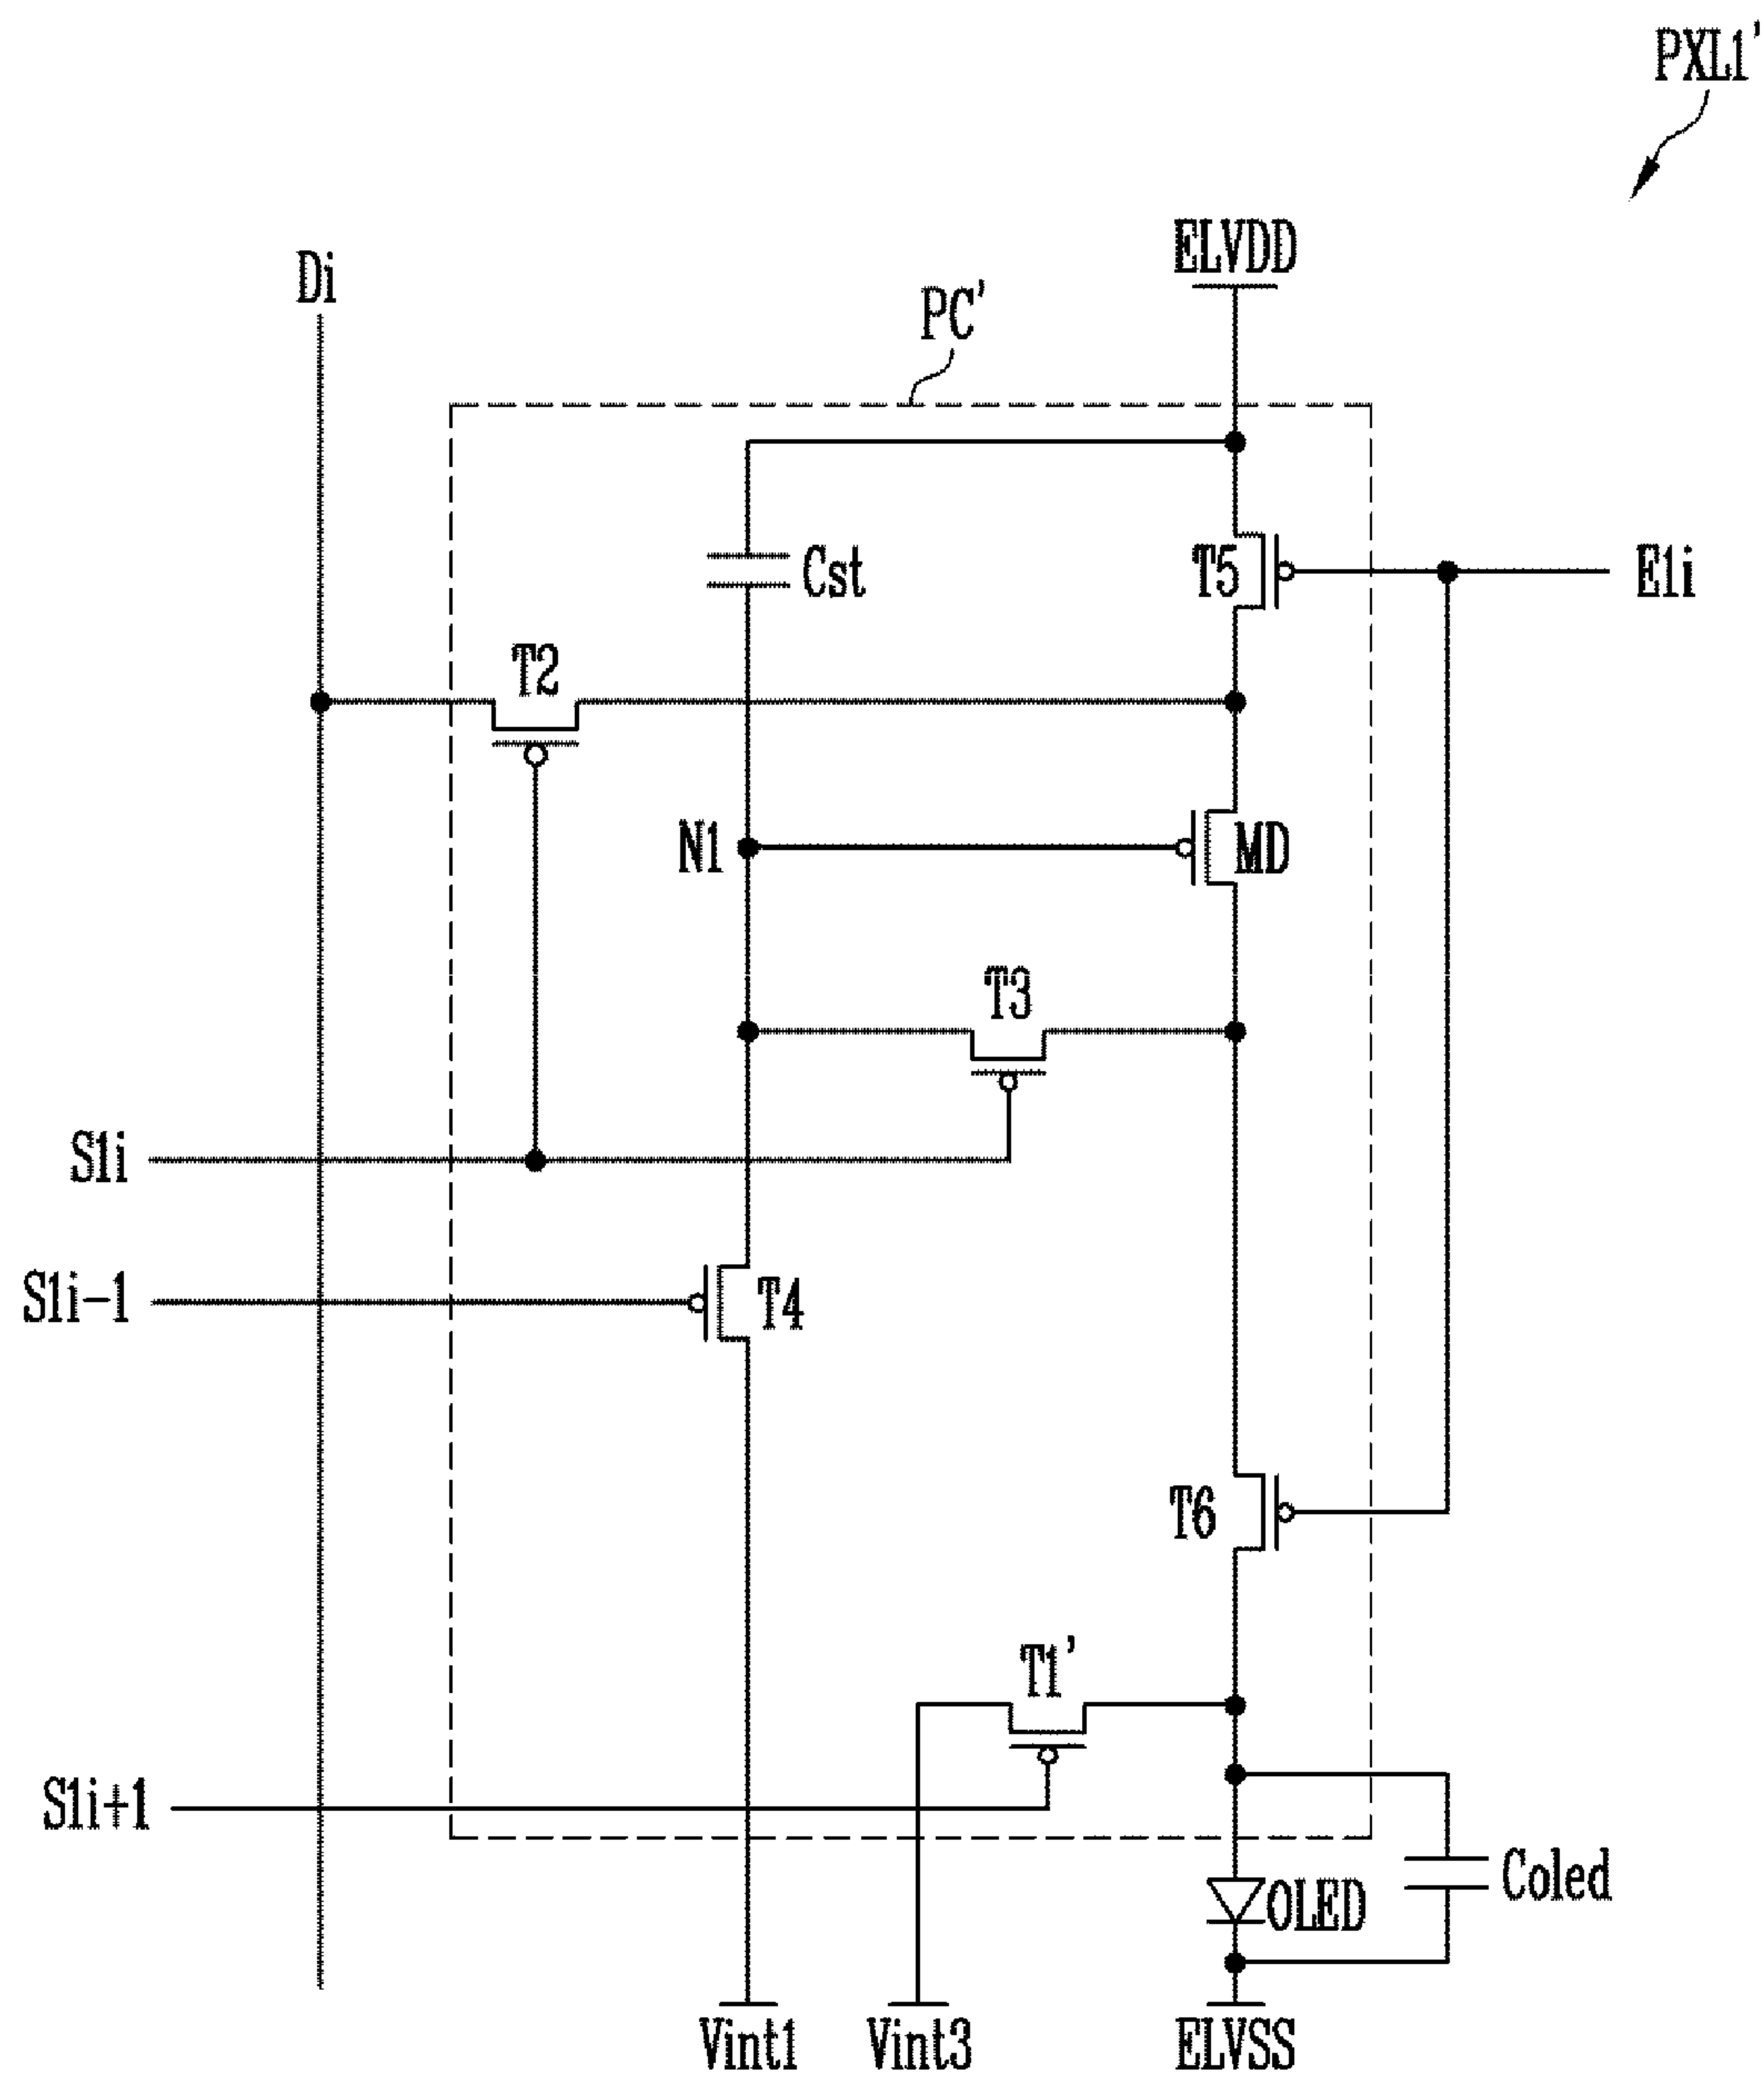 PXL1'
ELVDD
Di
PC'
Cst
T5
E1i
T2
N1
MD
T3
S1i
S1i-1
T4
T6
T1'
S1i+1
OLED
Coled
Vint1
Vint3
ELVSS